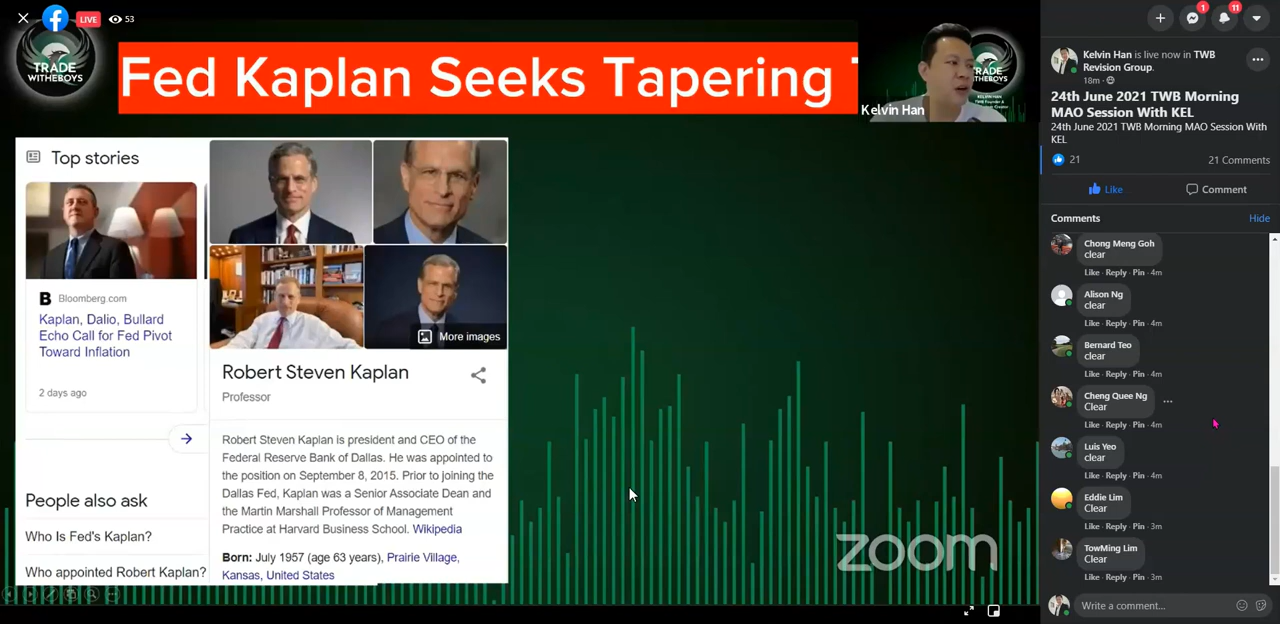 LIVE
53
TRADE
WITHEBOYS
Fed Kaplan Seeks Tapering
Kelvin Han
Top stories
B Bloomberg.com
Kaplan, Dalio, Bullard
Echo Call for Fed Pivot
Toward Inflation
2 days ago
More images
Robert Steven Kaplan
Professor
Robert Steven Kaplan is president and CEO of the
Federal Reserve Bank of Dallas. He was appointed to
the position on September 8, 2015. Prior to joining the
Dallas Fed, Kaplan was a Senior Associate Dean and
the Martin Marshall Professor of Management
Practice at Harvard Business School. Wikipedia
Born: July 1957 (age 63 years), Prairie Village,
Kansas, United States
People also ask
Who Is Fed's Kaplan?
Who appointed Robert Kaplan?
zoom
1
11
Kelvin Han is live now in TWB
Revision Group.
18m
24th June 2021 TWB Morning
MAO Session With KEL
24th June 2021 TWB Morning MAO Session With
KEL
21
21 Comments
Like
Comment
Comments
Hide
Chong Meng Goh
clear
Like · Reply · Pin · 4m
Alison Ng
clear
Like · Reply · Pin · 4m
Bernard Teo
clear
Like · Reply · Pin · 4m
Cheng Quee Ng
Clear
Like · Reply · Pin · 4m
Luis Yeo
clear
Like · Reply · Pin · 4m
Eddie Lim
Clear
Like · Reply · Pin · 3m
TowMing Lim
Clear
Like · Reply · Pin · 3m
Write a comment...